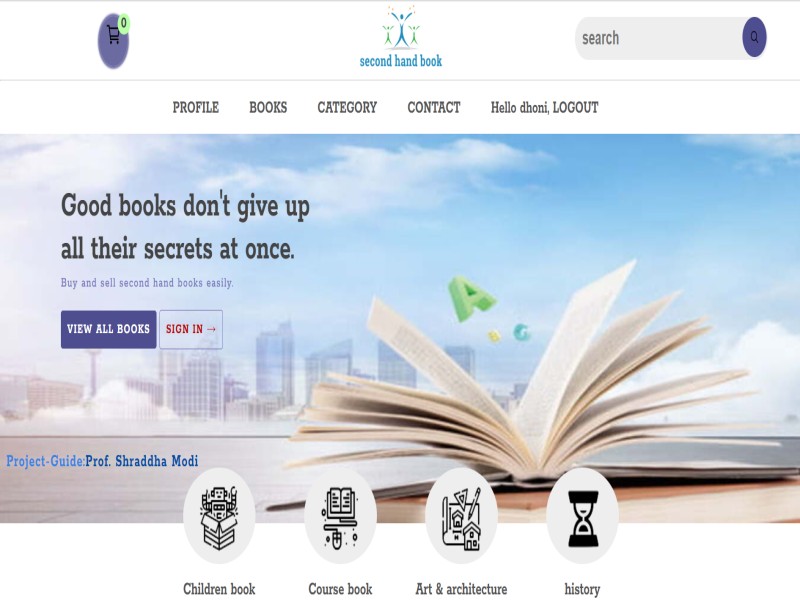 0
second hand book
search
PROFILE BOOKS CATEGORY CONTACT Hello dhoni, LOGOUT
Good books don't give up
all their secrets at once.
Buy and sell second hand books easily.
VIEW ALL BOOKS SIGN IN →
A
Project-Guide:Prof. Shraddha Modi
Children book Course book Art & architecture history